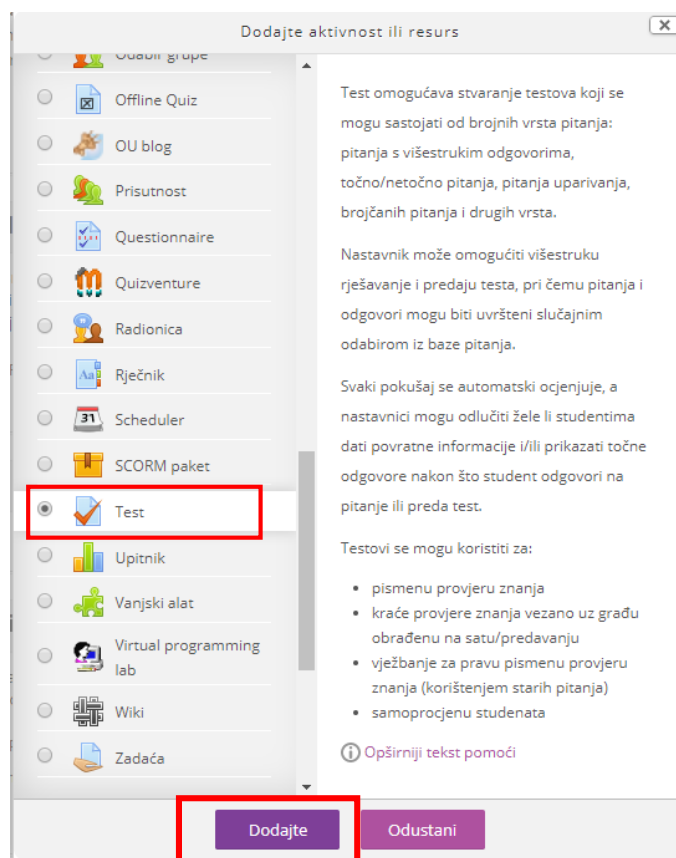 Dodajte aktivnost ili resurs
Odabir grupe
Offline Quiz
OU blog
Prisutnost
Questionnaire
Quizventure
Radionica
Rječnik
Scheduler
SCORM paket
Test
Upitnik
Vanjski alat
Virtual programming
lab
Wiki
Zadaća
Test omogućava stvaranje testova koji se
mogu sastojati od brojnih vrsta pitanja:
pitanja s višestrukim odgovorima,
točno/netočno pitanja, pitanja uparivanja,
brojčanih pitanja i drugih vrsta.
Nastavnik može omogućiti višestruku
rješavanje i predaju testa, pri čemu pitanja i
odgovori mogu biti uvršteni slučajnim
odabirom iz baze pitanja.
Svaki pokušaj se automatski ocjenjuje, a
nastavnici mogu odlučiti žele li studentima
dati povratne informacije i/ili prikazati točne
odgovore nakon što student odgovori na
pitanje ili preda test.
Testovi se mogu koristiti za:
• pismenu provjeru znanja
• kraće provjere znanja vezano uz građu
obrađenu na satu/predavanju
• vježbanje za pravu pismenu provjeru
znanja (korištenjem starih pitanja)
• samoprocjenu studenata
Opširniji tekst pomoći
Dodajte
Odustani